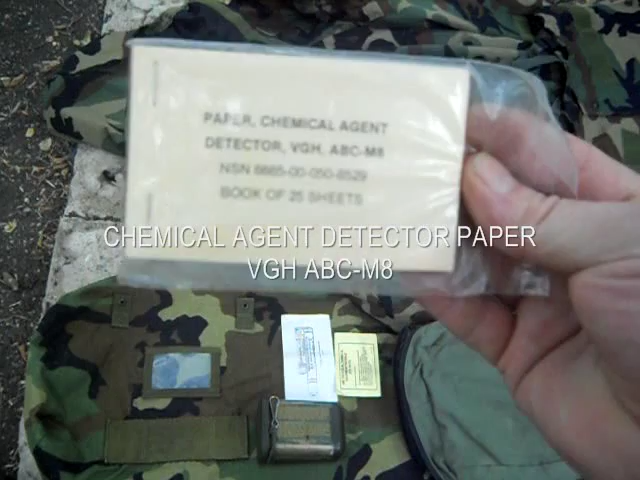 PAPER, CHEMICAL AGENT
DETECTOR, VGH, ABC-M8
NSN 6665-00-050-8529
BOOK OF 25 SHEETS
CHEMICAL AGENT DETECTOR PAPER
VGH ABC-M8